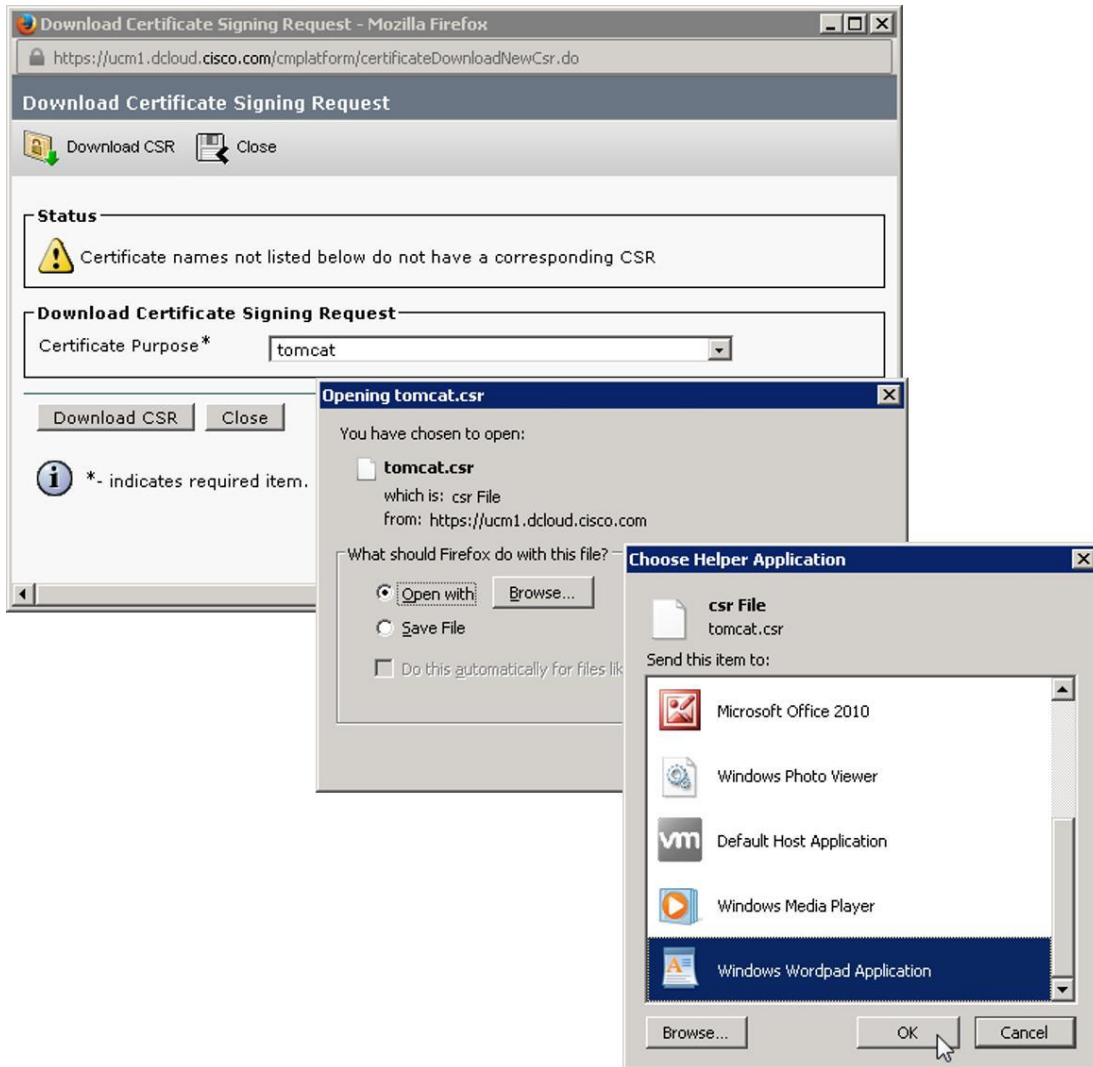 Download Certificate Signing Request - Mozilla Firefox
https://ucm1.dcloud.cisco.com/cmplatform/certificateDownloadNewCsr.do
Download Certificate Signing Request
Download CSR Close
Status
Certificate names not listed below do not have a corresponding CSR
Download Certificate Signing Request
Certificate Purpose* tomcat
Download CSR Close
*- indicates required item.
Opening tomcat.csr
You have chosen to open:
tomcat.csr
which is: csr File
from: https://ucm1.dcloud.cisco.com
What should Firefox do with this file?
Open with Browse...
Save File
Do this automatically for files lik
Choose Helper Application
csr File
tomcat.csr
Send this item to:
Microsoft Office 2010
Windows Photo Viewer
vm Default Host Application
Windows Media Player
Windows Wordpad Application
Browse... OK Cancel